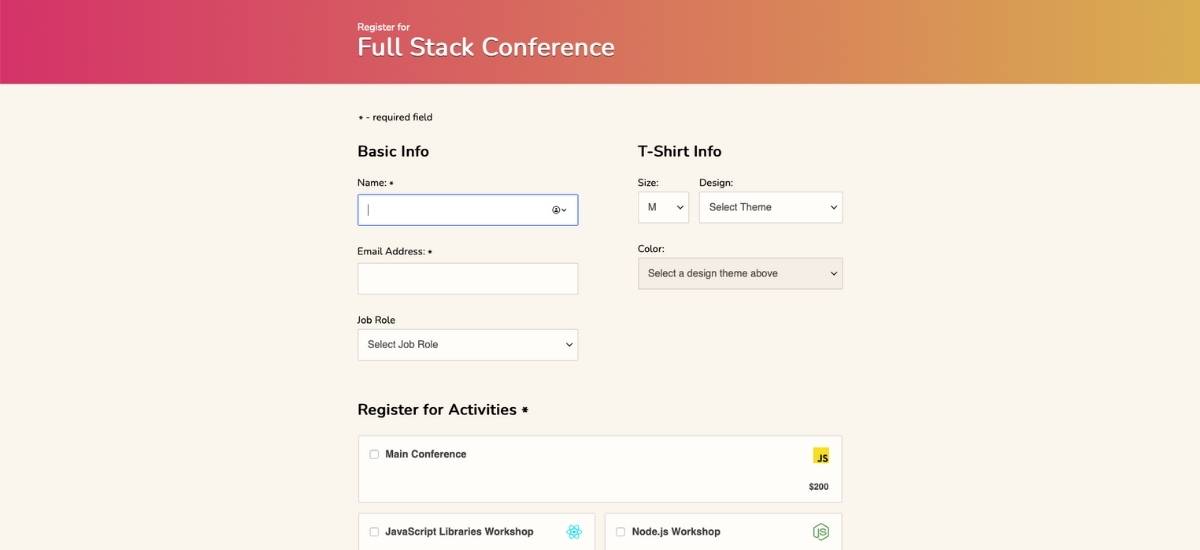 Register for
Full Stack Conference
* - required field
Basic Info
Name: *
Email Address: *
Job Role
Select Job Role
T-Shirt Info
Size:
M
Design:
Select Theme
Color:
Select a design theme above
Register for Activities *
Main Conference
JS
$200
JavaScript Libraries Workshop
Node.js Workshop
JS